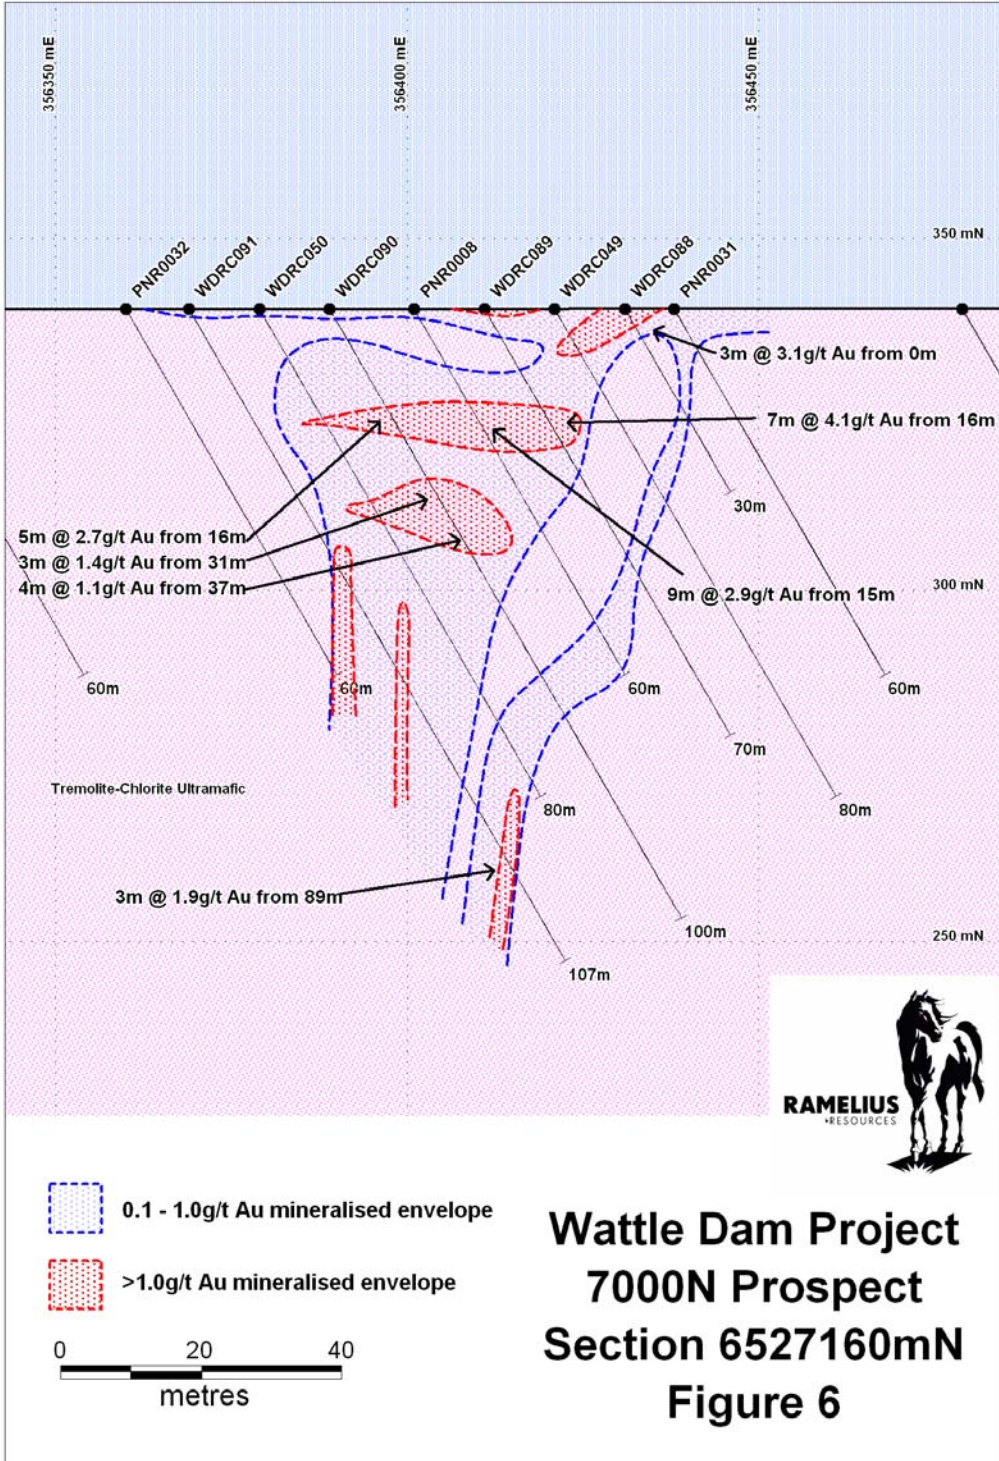 356350 mE
356400 mE
356450 mE
350 mN
PNR0032
WDRC091
WDRC050
WDRC090
PNR0008
WDRC089
WDRC049
WDRC088
PNR0031
3m @ 3.1g/t Au from 0m
7m @ 4.1g/t Au from 16m
30m
5m @ 2.7g/t Au from 16m
3m @ 1.4g/t Au from 31m
4m @ 1.1g/t Au from 37m
9m @ 2.9g/t Au from 15m
300 mN
60m
60m
60m
60m
70m
Tremolite-Chlorite Ultramafic
80m
80m
3m @ 1.9g/t Au from 89m
100m
250 mN
107m
RAMELIUS
RESOURCES
0.1 - 1.0g/t Au mineralised envelope
>1.0g/t Au mineralised envelope
0 20 40
metres
Wattle Dam Project
7000N Prospect
Section 6527160mN
Figure 6